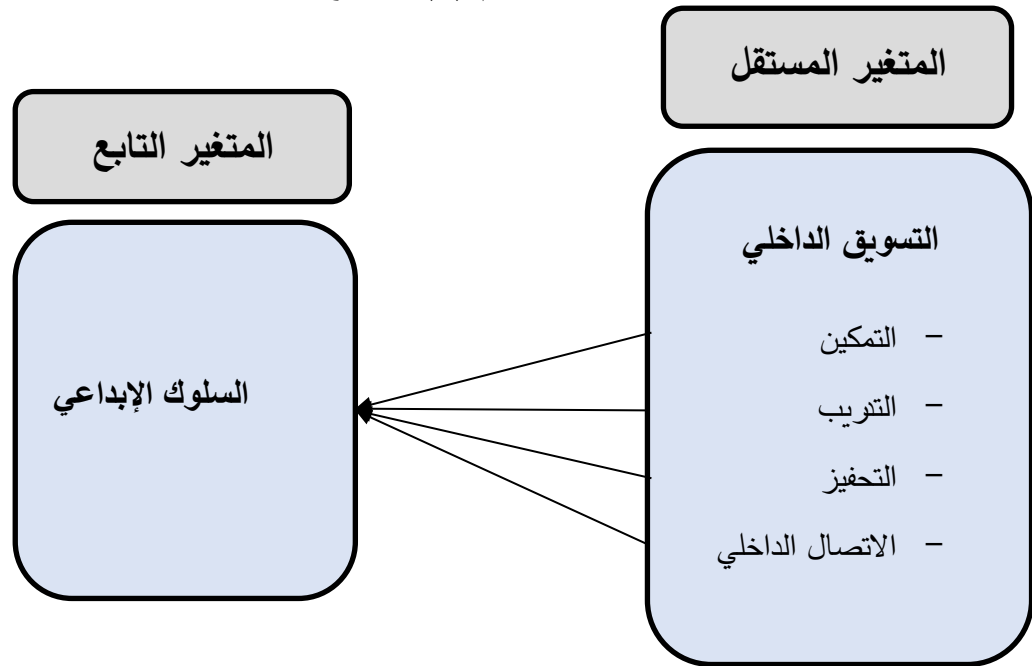 المتغير المستقل
التسويق الداخلي
– التمكين
– التدريب
– التحفيز
– الاتصال الداخلي
المتغير التابع
السلوك الإبداعي